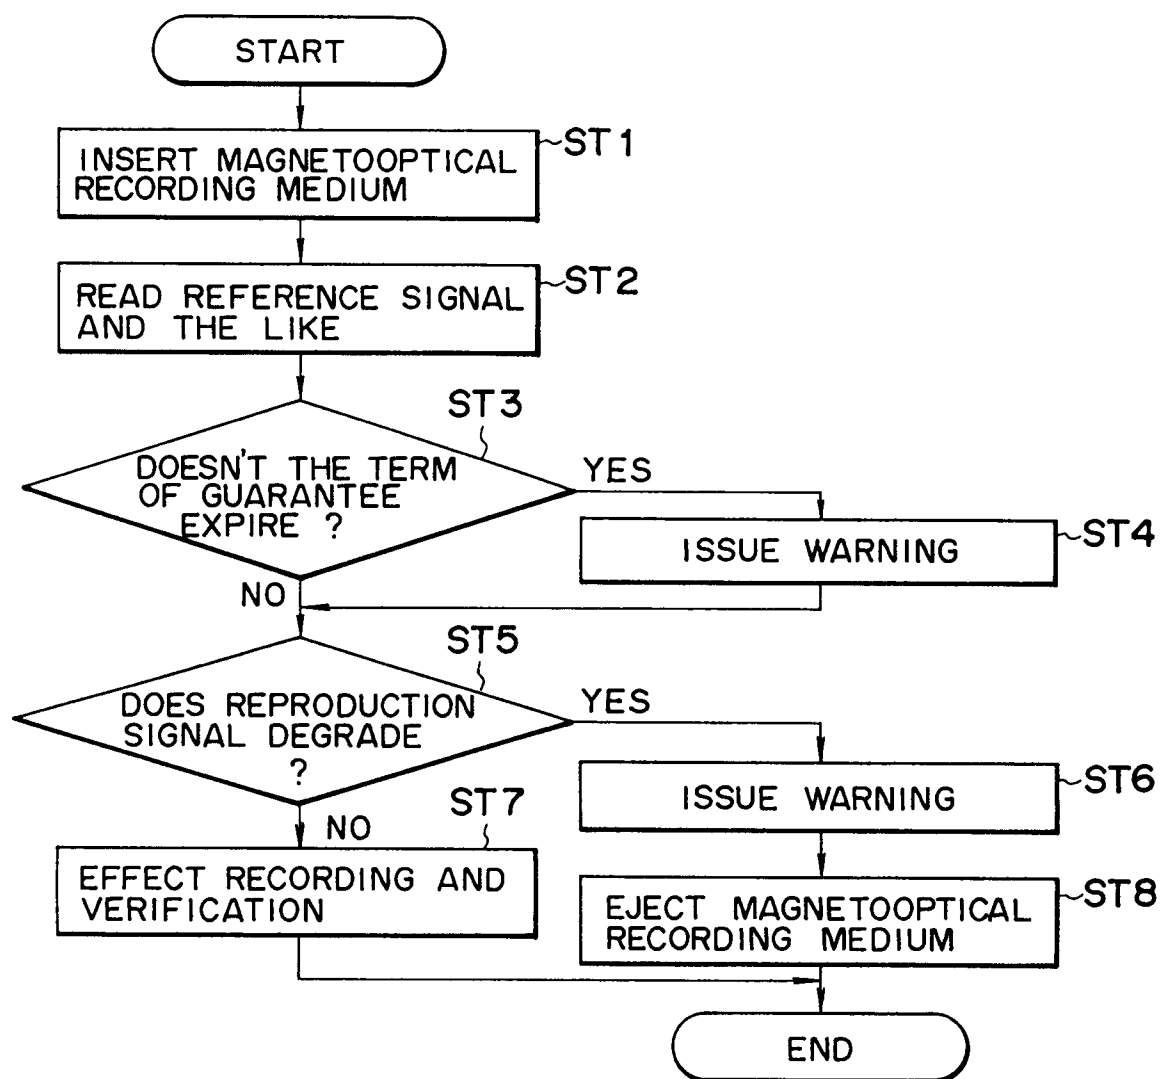 START
ST1
INSERT MAGNETOOPTICAL
RECORDING MEDIUM
ST2
READ REFERENCE SIGNAL
AND THE LIKE
ST3
DOESN'T THE TERM
OF GUARANTEE
EXPIRE ?
YES
ST4
ISSUE WARNING
NO
ST5
DOES REPRODUCTION
SIGNAL DEGRADE
?
YES
ST6
ISSUE WARNING
ST7
NO
EFFECT RECORDING AND
VERIFICATION
ST8
EJECT MAGNETOOPTICAL
RECORDING MEDIUM
END